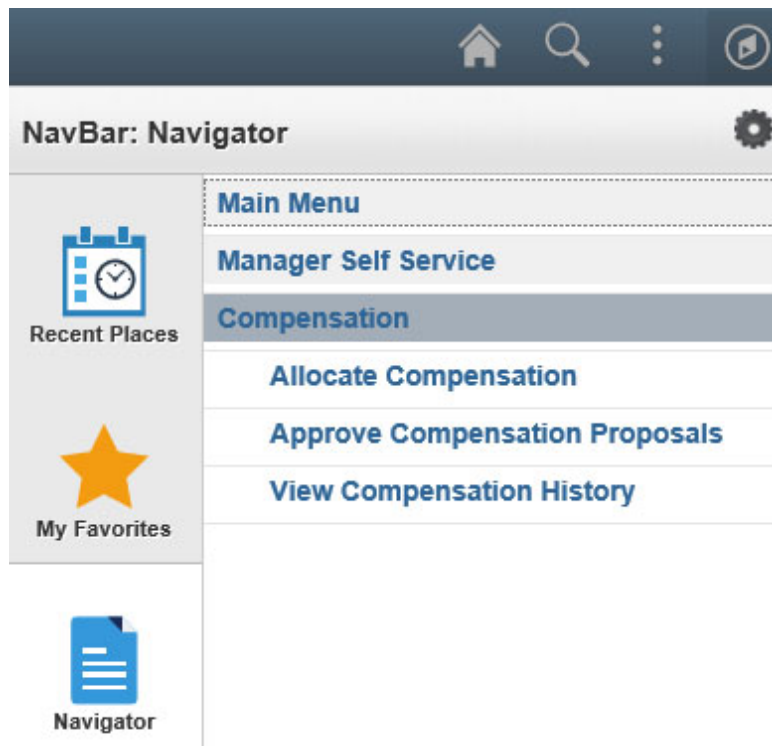 NavBar: Navigator
Main Menu
Manager Self Service
Compensation
Allocate Compensation
Approve Compensation Proposals
View Compensation History
Recent Places
My Favorites
Navigator